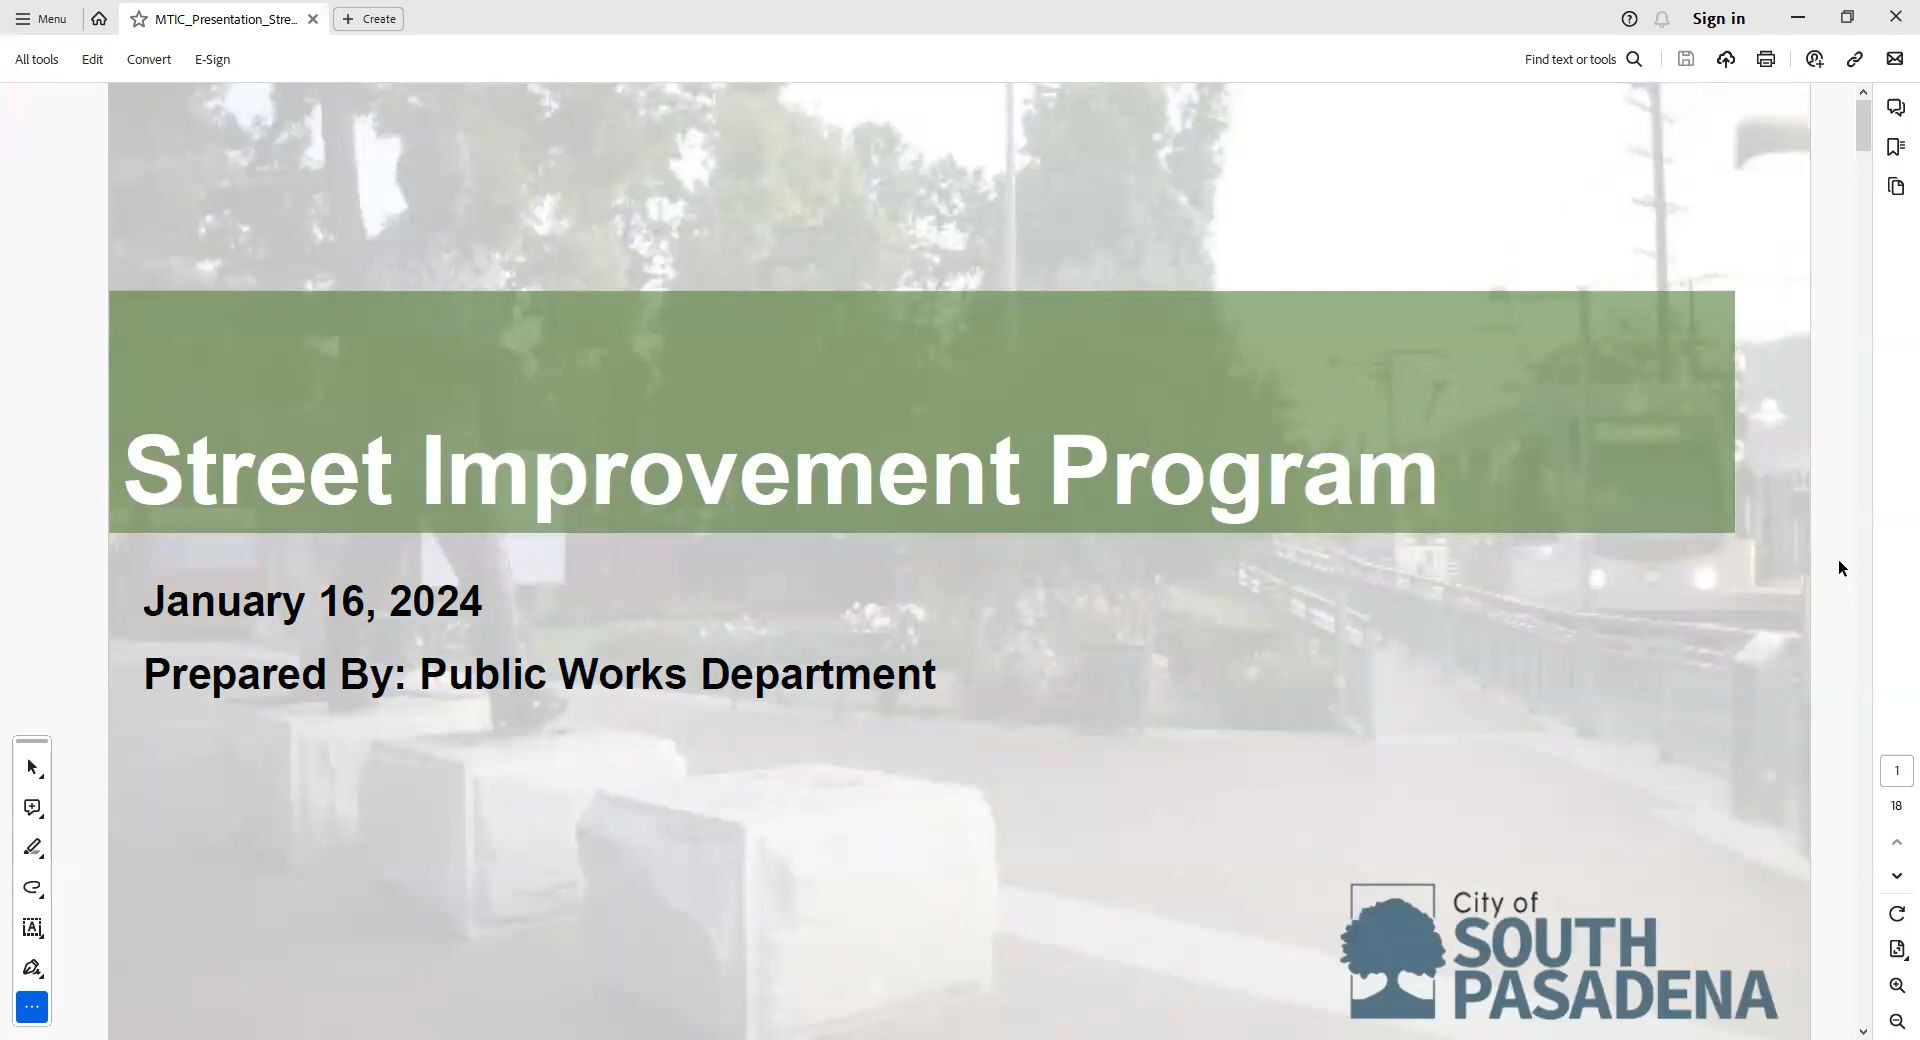 Menu
MTIC_Presentation_Stre...
Create
Sign in
All tools
Edit
Convert
E-Sign
Find text or tools
Street Improvement Program
January 16, 2024
Prepared By: Public Works Department
1
18
City of
SOUTH
PASADENA